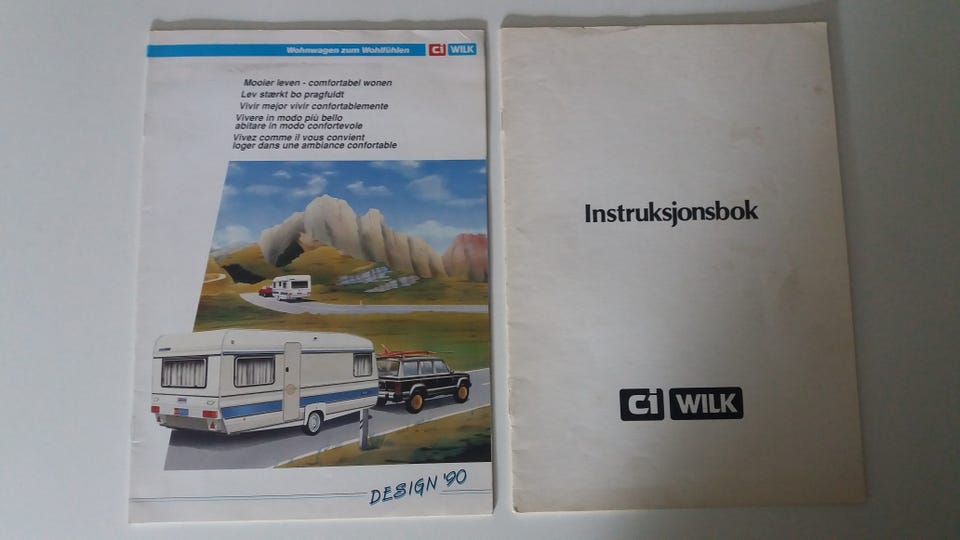 Wohnwagen zum Wohlfühlen Ci WILK
Mooier leven - comfortabel wonen
Lev stærkt bo pragfuldt
Vivir mejor vivir confortablemente
Vivere in modo più bello
abitare in modo confortevole
Vivez comme il vous convient
loger dans une ambiance confortable
DESIGN '90
Instruksjonsbok
Ci WILK